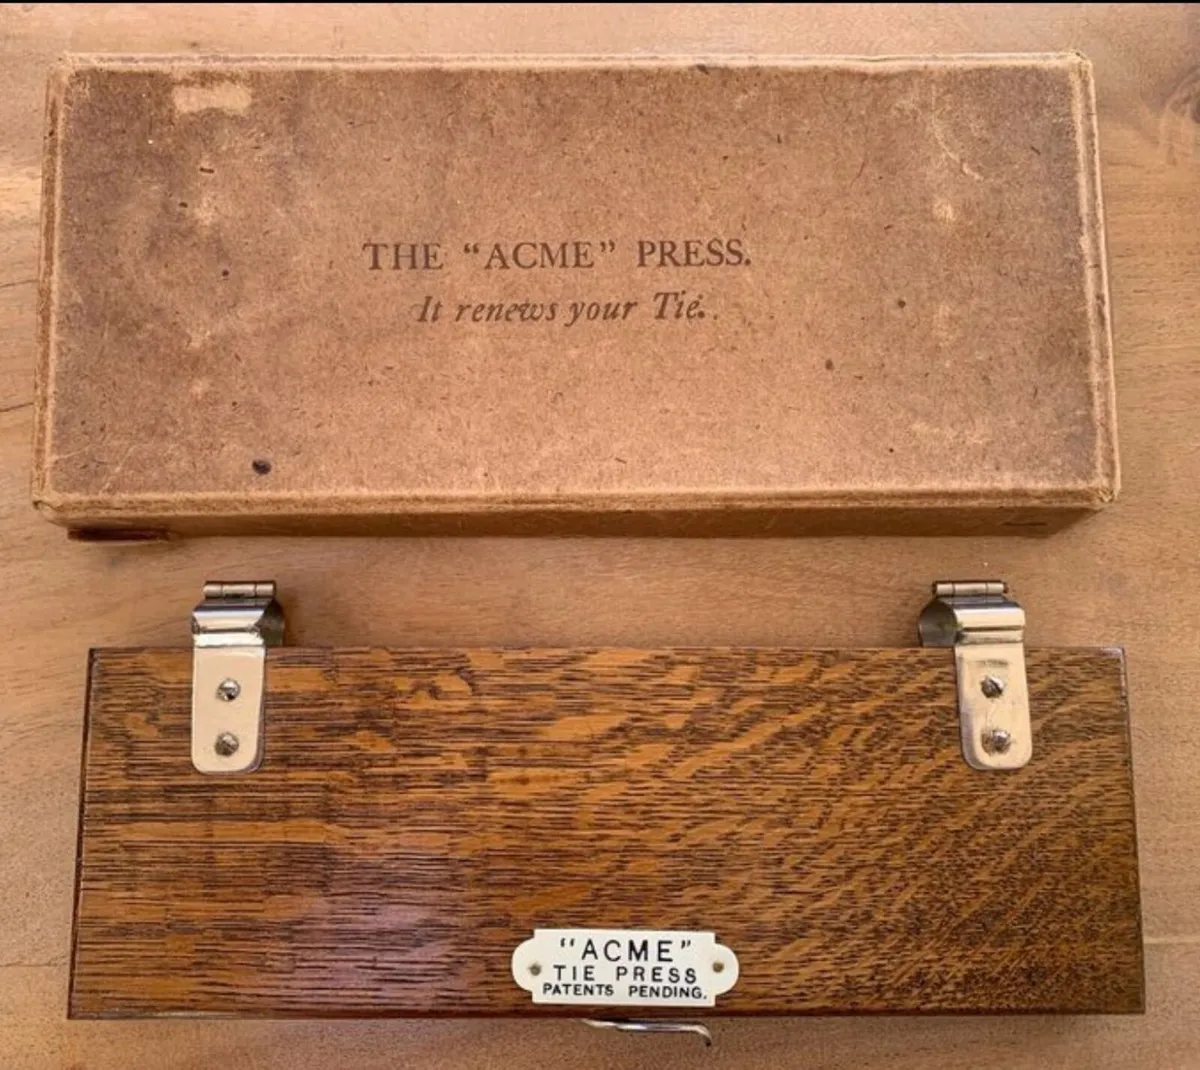 THE “ACME” PRESS.
It renews your Tie.
“ACME”
TIE PRESS
PATENTS PENDING.